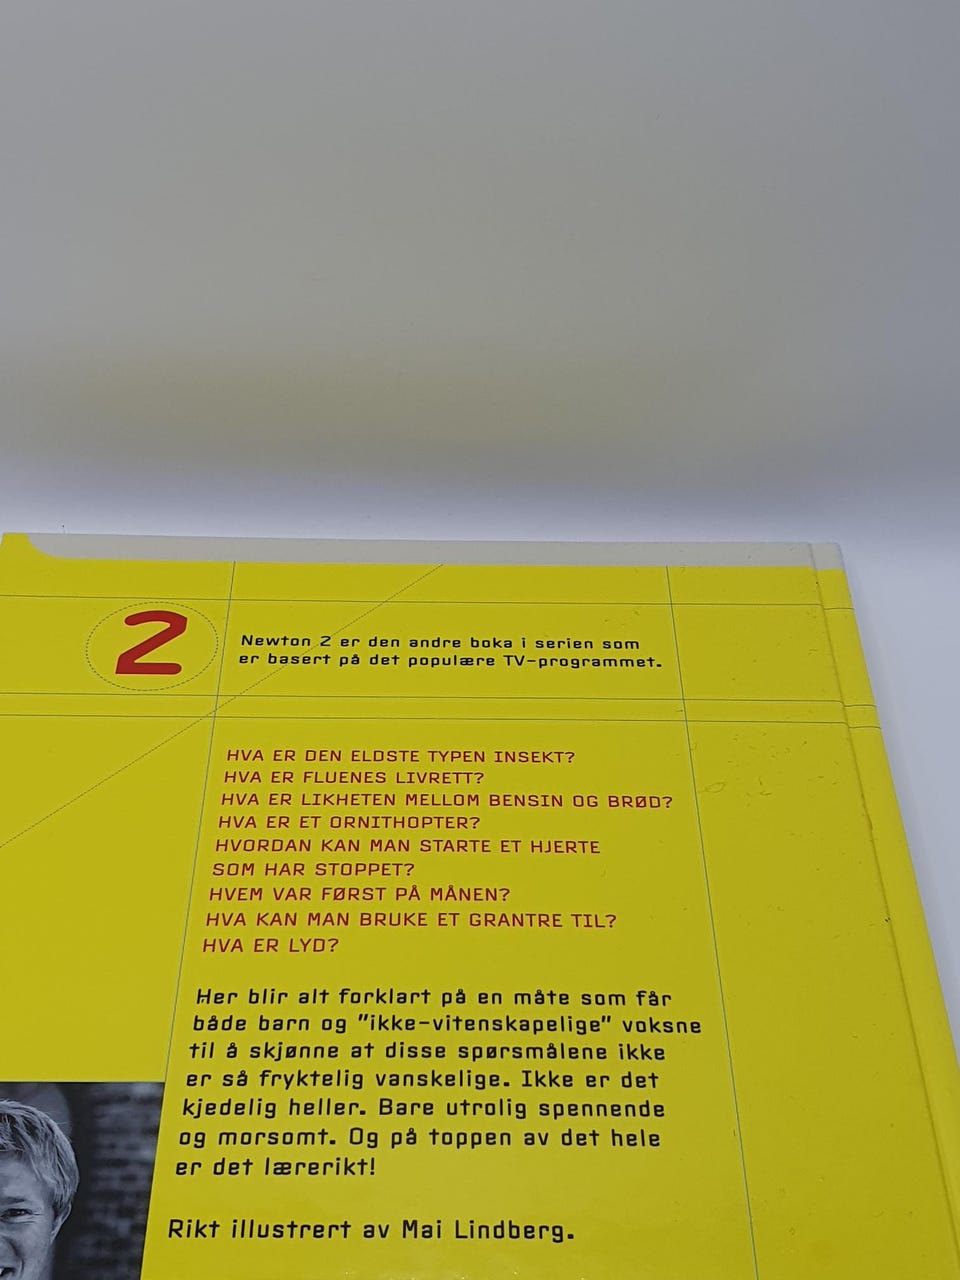 2
Newton 2 er den andre boka i serien som
er basert på det populære TV-programmet.
HVA ER DEN ELDSTE TYPEN INSEKT?
HVA ER FLUENES LIVRETT?
HVA ER LIKHETEN MELLOM BENSIN OG BRØD?
HVA ER ET ORNITHOPTER?
HVORDAN KAN MAN STARTE ET HJERTE
SOM HAR STOPPET?
HVEM VAR FØRST PÅ MÅNEN?
HVA KAN MAN BRUKE ET GRANTRE TIL?
HVA ER LYD?
Her blir alt forklart på en måte som får
både barn og "ikke-vitenskapelige" voksne
til å skjønne at disse spørsmålene ikke
er så fryktelig vanskelige. Ikke er det
kjedelig heller. Bare utrolig spennende
og morsomt. Og på toppen av det hele
er det lærerikt!
Rikt illustrert av Mai Lindberg.